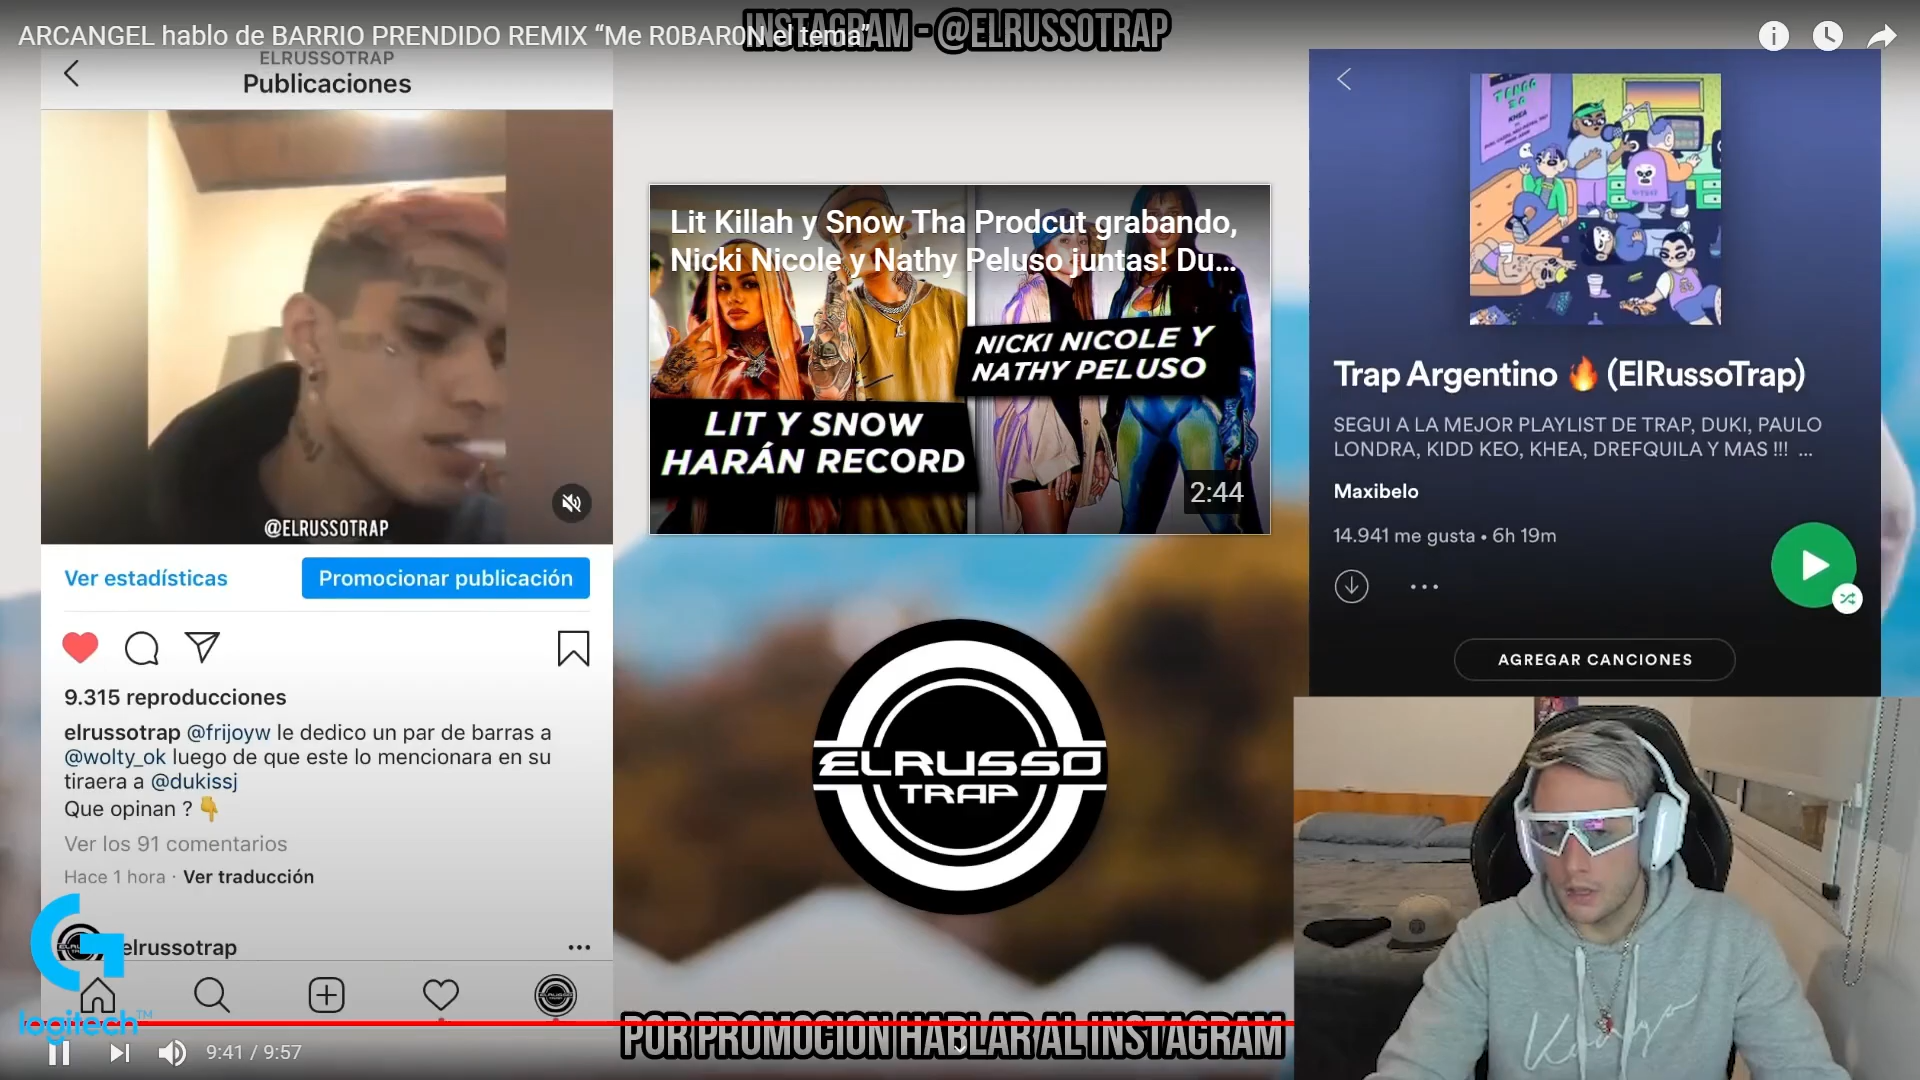 ARCANGEL hablo de BARRIO PRENDIDO REMIX “Me R0BAR0N el tema”
INSTAGRAM - @ELRUSSOTRAP
ELRUSSOTRAP
Publicaciones
@ELRUSSOTRAP
Ver estadísticas
Promocionar publicación
9.315 reproducciones
elrussotrap @frijoyw le dedico un par de barras a
@wolty_ok luego de que este lo mencionara en su
tiraera a @dukissj
Que opinan ? 👇
Ver los 91 comentarios
Hace 1 hora · Ver traducción
elrussotrap
logitech™
9:41 / 9:57
Lit Killah y Snow Tha Prodcut grabando,
Nicki Nicole y Nathy Peluso juntas! Du...
NICKI NICOLE Y
NATHY PELUSO
LIT Y SNOW
HARÁN RECORD
2:44
ELRUSSO
TRAP
POR PROMOCION HABLAR AL INSTAGRAM
KHEA
Trap Argentino 🔥 (ElRussoTrap)
SEGUI A LA MEJOR PLAYLIST DE TRAP, DUKI, PAULO
LONDRA, KIDD KEO, KHEA, DREFQUILA Y MAS !!! ...
Maxibelo
14.941 me gusta • 6h 19m
AGREGAR CANCIONES